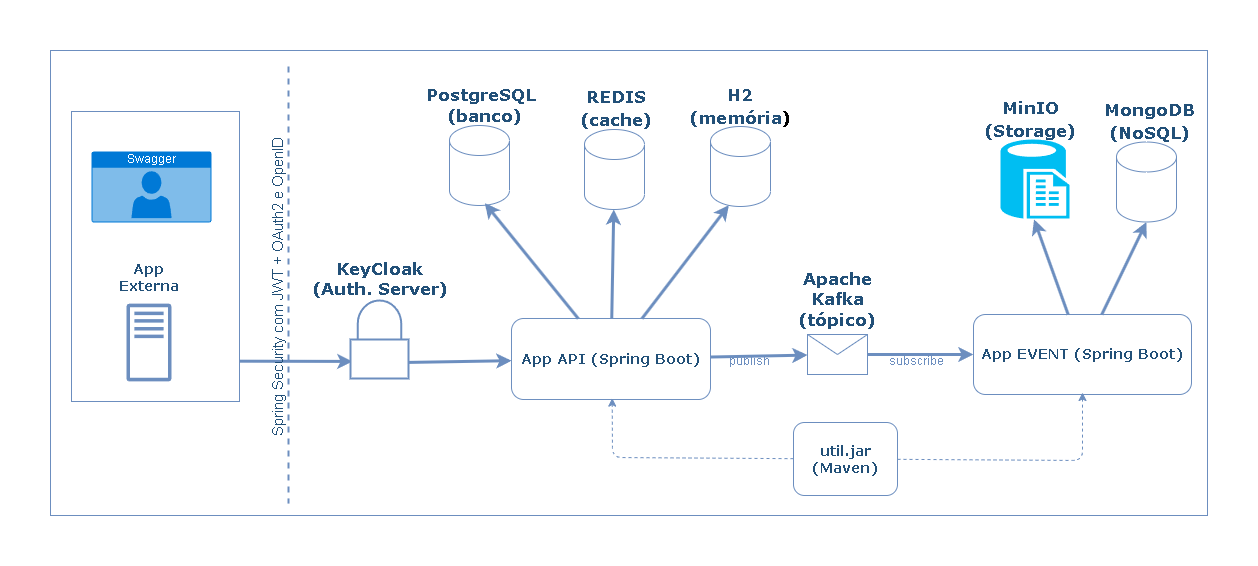 Swagger
App
Externa
Spring Security com JWT + OAuth2 e OpenID
KeyCloak
(Auth. Server)
PostgreSQL
(banco)
REDIS
(cache)
H2
(memória)
App API (Spring Boot)
publish
Apache
Kafka
(tópico)
subscribe
MinIO
(Storage)
MongoDB
(NoSQL)
App EVENT (Spring Boot)
util.jar
(Maven)